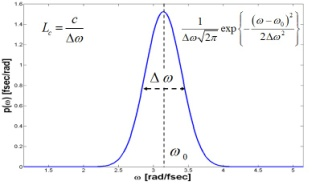 1.6
1.4
1.2
1
0.8
0.6
0.4
0.2
0
p(ω) [fsec/rad]
L_c = c / Δω
1 / (Δω√2π) exp { − (ω − ω_0)^2 / 2Δω^2 }
Δω
ω_0
1.5 2 2.5 3 3.5 4 4.5 5
ω [rad/fsec]